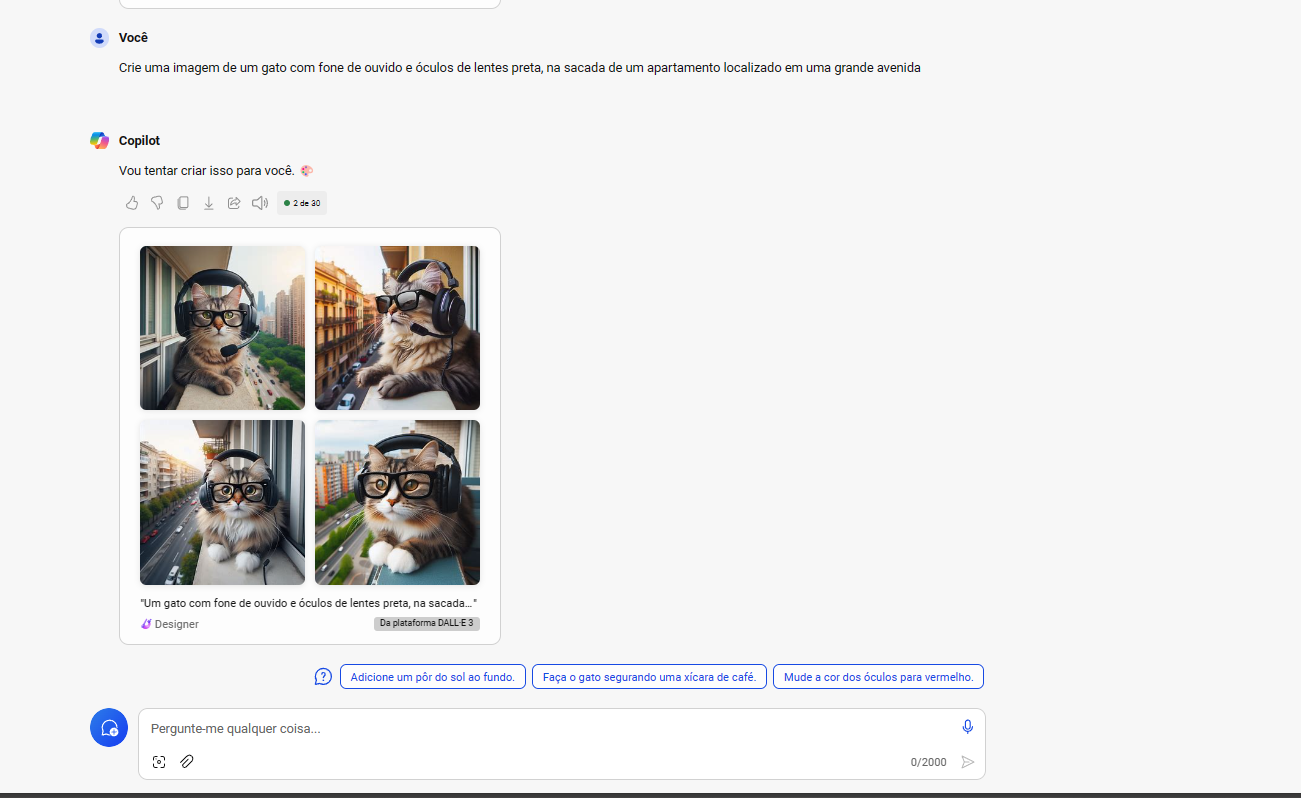 Você
Crie uma imagem de um gato com fone de ouvido e óculos de lentes preta, na sacada de um apartamento localizado em uma grande avenida
Copilot
Vou tentar criar isso para você. 🎨
2 de 30
"Um gato com fone de ouvido e óculos de lentes preta, na sacada…"
Designer
Da plataforma DALL·E 3
Adicione um pôr do sol ao fundo.
Faça o gato segurando uma xícara de café.
Mude a cor dos óculos para vermelho.
Pergunte-me qualquer coisa...
0/2000